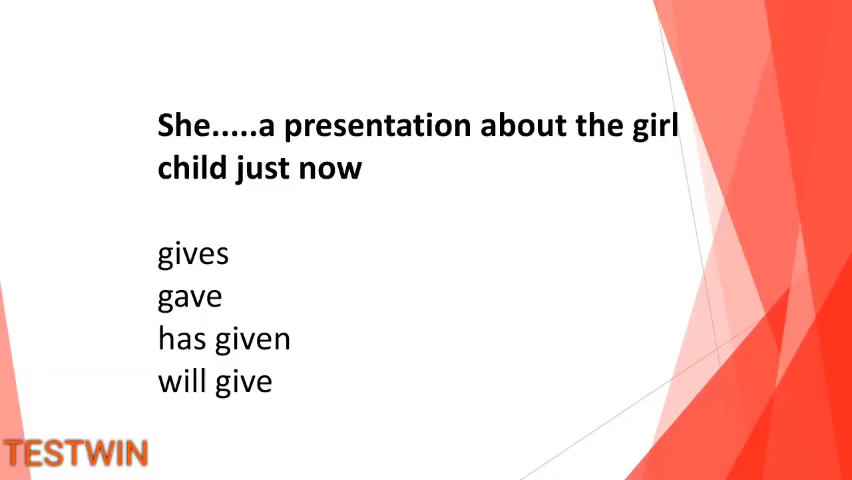 She.....a presentation about the girl
child just now
gives
gave
has given
will give
TESTWIN